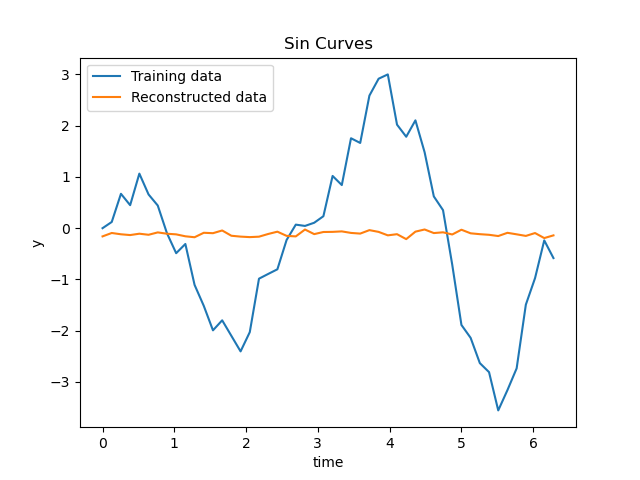 Sin Curves
Training data
Reconstructed data
3
2
1
0
−1
−2
−3
y
0 1 2 3 4 5 6
time